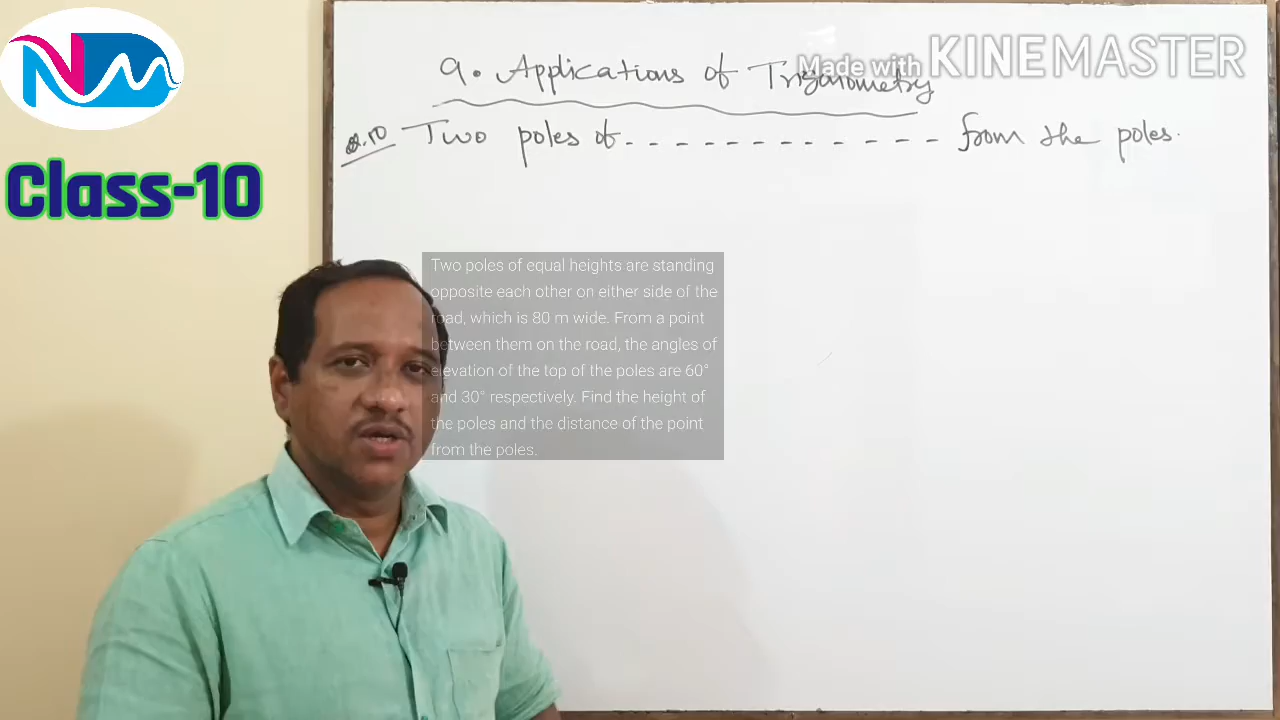 NM
Class-10
Made with KINEMASTER
9. Applications of Trigonometry
Q.10 Two poles of - - - - - - - - - - - - - from the poles.
Two poles of equal heights are standing
opposite each other on either side of the
road, which is 80 m wide. From a point
between them on the road, the angles of
elevation of the top of the poles are 60°
and 30° respectively. Find the height of
the poles and the distance of the point
from the poles.